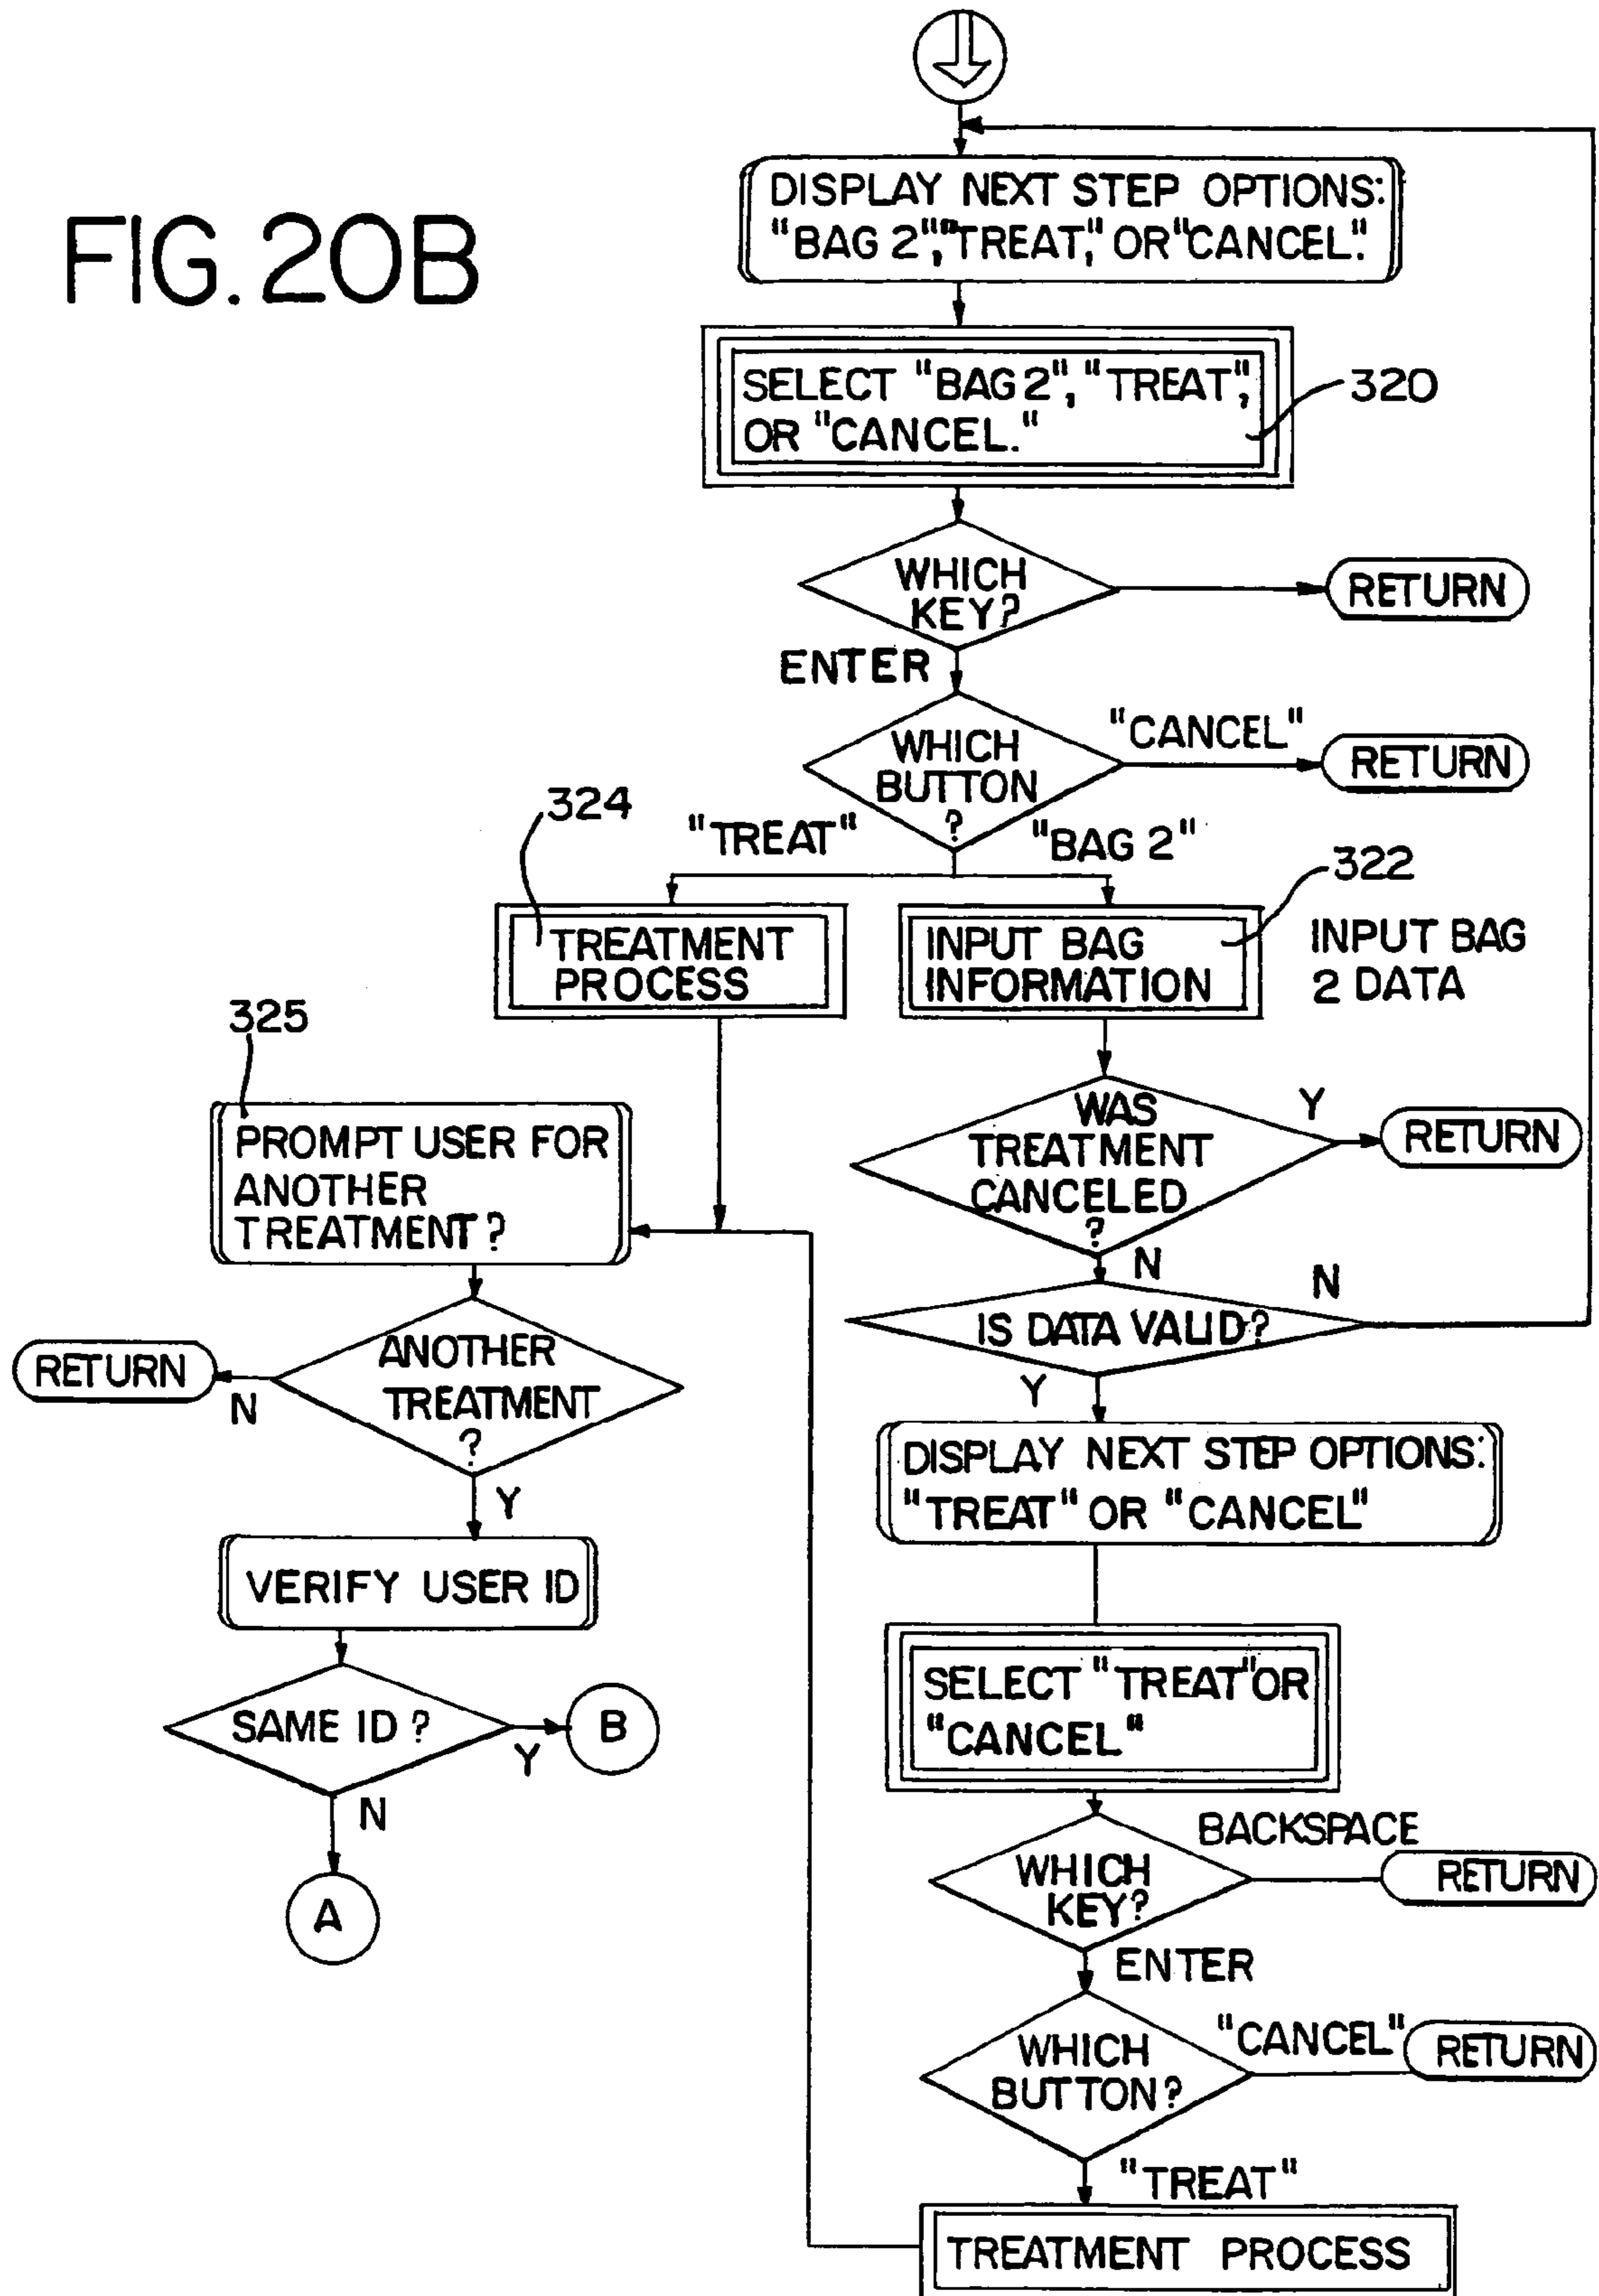 FIG. 20B
DISPLAY NEXT STEP OPTIONS:
"BAG 2","TREAT," OR "CANCEL."
SELECT "BAG 2", "TREAT",
OR "CANCEL."
320
WHICH
KEY?
RETURN
ENTER
WHICH
BUTTON
?
"CANCEL"
RETURN
"TREAT"
"BAG 2"
324
TREATMENT
PROCESS
322
INPUT BAG
INFORMATION
INPUT BAG
2 DATA
325
PROMPT USER FOR
ANOTHER
TREATMENT?
WAS
TREATMENT
CANCELED
?
Y
RETURN
N
IS DATA VALID?
N
Y
ANOTHER
TREATMENT
?
RETURN
N
Y
DISPLAY NEXT STEP OPTIONS:
"TREAT" OR "CANCEL"
VERIFY USER ID
SAME ID?
Y
B
N
A
SELECT "TREAT" OR
"CANCEL"
WHICH
KEY?
BACKSPACE
RETURN
ENTER
WHICH
BUTTON?
"CANCEL"
RETURN
"TREAT"
TREATMENT PROCESS